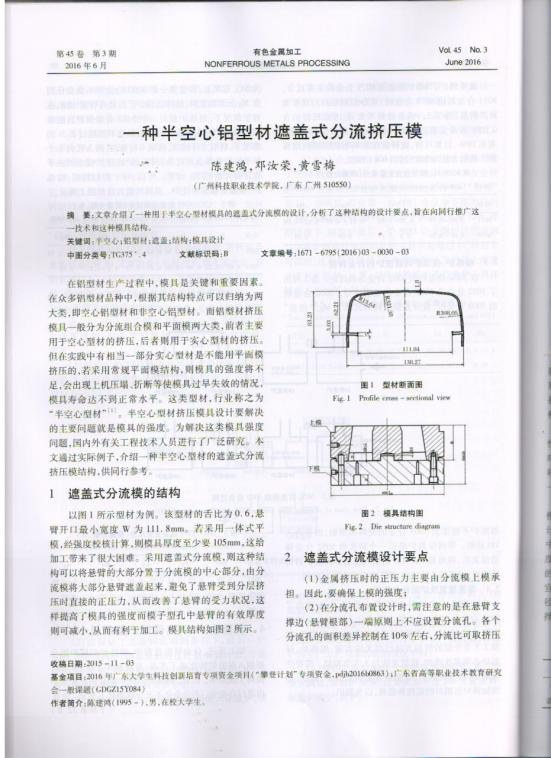 第45卷 第3期
2016年6月
有色金属加工
NONFERROUS METALS PROCESSING
Vol. 45 No. 3
June 2016
一种半空心铝型材遮盖式分流挤压模
陈建鸿,邓汝荣,黄雪梅
(广州科技职业技术学院,广东 广州 510550)
摘 要:文章介绍了一种用于半空心型材模具的遮盖式分流模的设计,分析了这种结构的设计要点,旨在向同行推广这
一技术和这种模具结构。
关键词:半空心;铝型材;遮盖;结构;模具设计
中图分类号:TG375+.4 文献标识码:B 文章编号:1671-6795(2016)03-0030-03
在铝型材生产过程中,模具是关键和重要因素。
在众多铝型材品种中,根据其结构特点可以归纳为两
大类,即空心铝型材和非空心铝型材。而铝型材挤压
模具一般分为分流组合模和平面模两大类,前者主要
用于空心型材的挤压,后者则用于实心型材的挤压。
但在实践中有相当一部分实心型材是不能用平面模
挤压的,若采用常规平面模结构,则模具的强度将不
足,会出现上机压塌、折断等使模具过早失效的情况,
模具寿命达不到正常水平。这类型材,行业称之为
“半空心型材”[1]。半空心型材挤压模具设计要解决
的主要问题就是模具的强度。为解决这类模具强度
问题,国内外有关工程技术人员进行了广泛研究。本
文通过实际例子,介绍一种半空心型材的遮盖式分流
挤压模结构,供同行参考。
1 遮盖式分流模的结构
以图1所示型材为例。该型材的舌比为0.6,悬
臂开口最小宽度W为111.8mm。若采用一体式平
模,经强度校核计算,则模具厚度至少要105mm,这给
加工带来了很大困难。采用遮盖式分流模,则这种结
构可以将悬臂的大部分置于分流模的中心部分,由分
流模将大部分悬臂遮盖起来,避免了悬臂受到分层挤
压时直接的正压力,从而改善了悬臂的受力状况,这
样提高了模具的强度而模子型孔中悬臂的有效厚度
则可减小,从而有利于加工。模具结构如图2所示。
111.04
130.27
图1 型材断面图
Fig. 1 Profile cross-sectional view
上模
下模
图2 模具结构图
Fig. 2 Die structure diagram
2 遮盖式分流模设计要点
(1)金属挤压时的正压力主要由分流模上模承
担。因此,要确保上模的强度;
(2)在分流孔布置设计时,需注意的是在悬臂支
撑边(悬臂根部)一端原则上不应设置分流孔。各个
分流孔的面积差异控制在10%左右,分流比可取挤压
收稿日期:2015-11-03
基金项目:2016年广东大学生科技创新培育专项资金项目(“攀登计划”专项资金,pdjh2016b0863);广东省高等职业技术教育研究
会一般课题(GDGZ15Y084)
作者简介:陈建鸿(1995-),男,在校大学生。